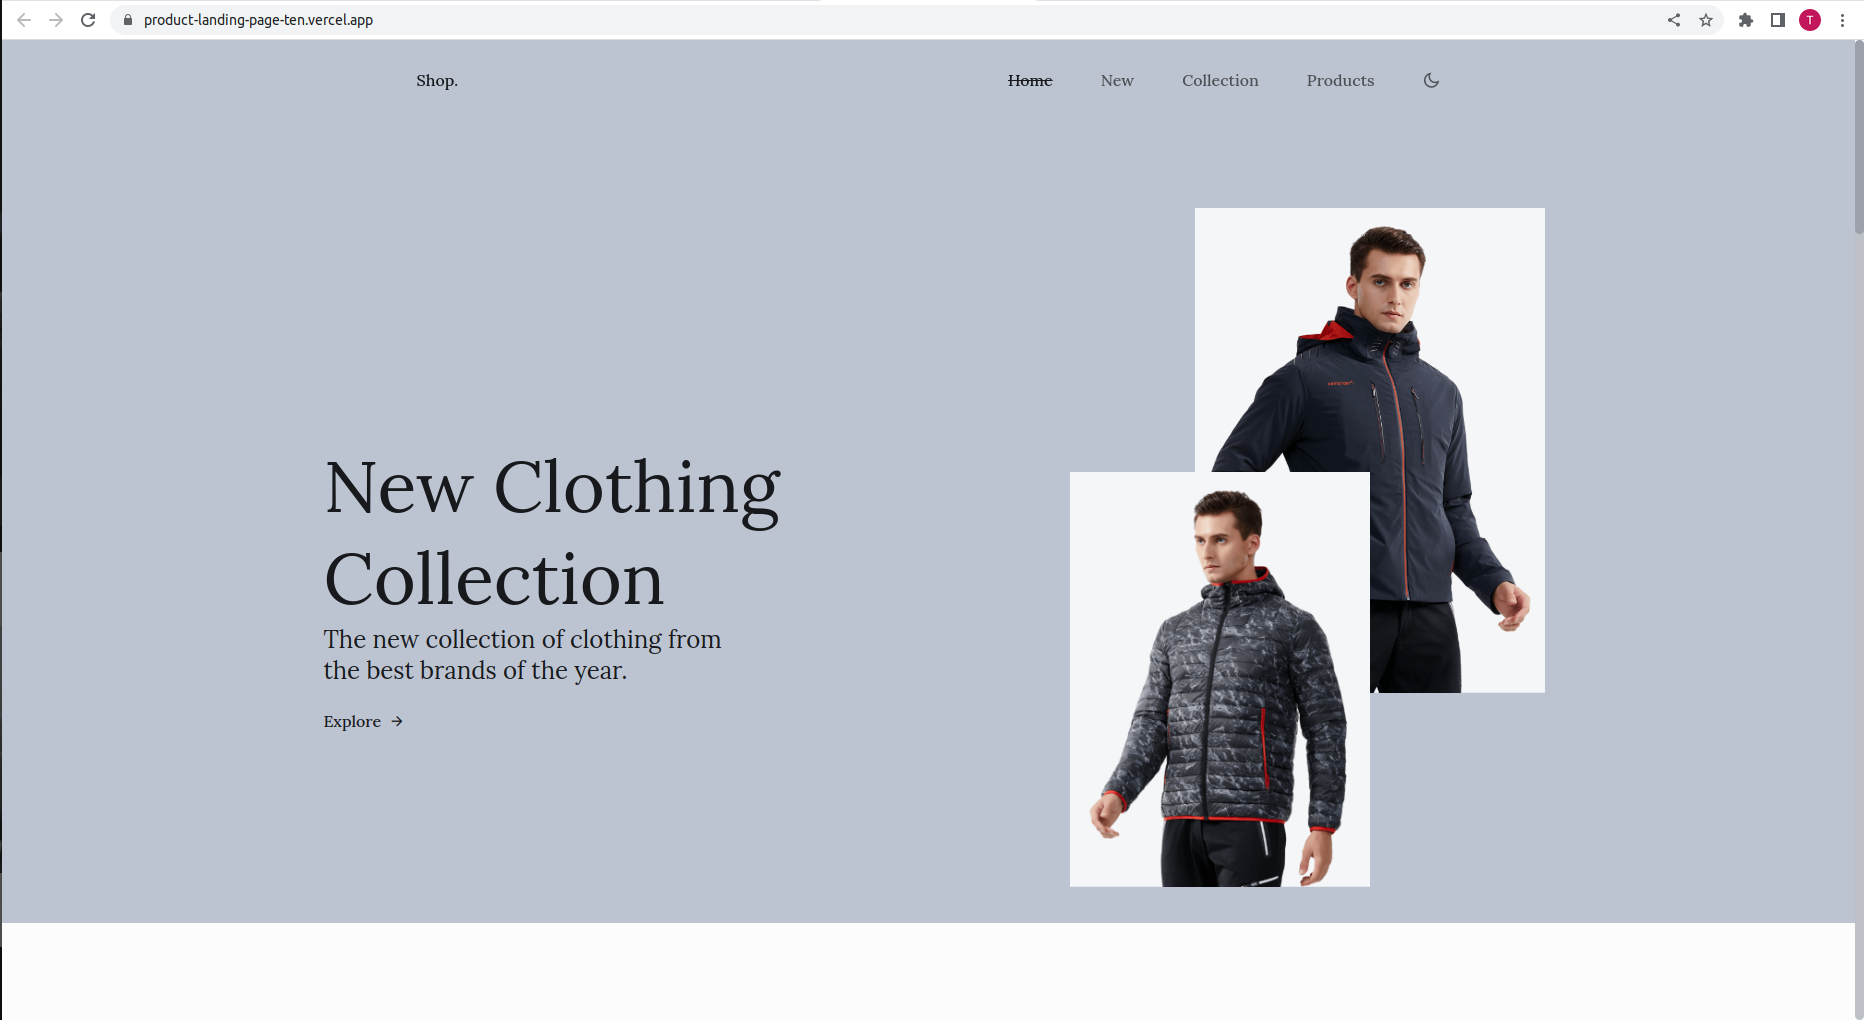 product-landing-page-ten.vercel.app
T
Shop.
Home New Collection Products
New Clothing
Collection
The new collection of clothing from
the best brands of the year.
Explore →